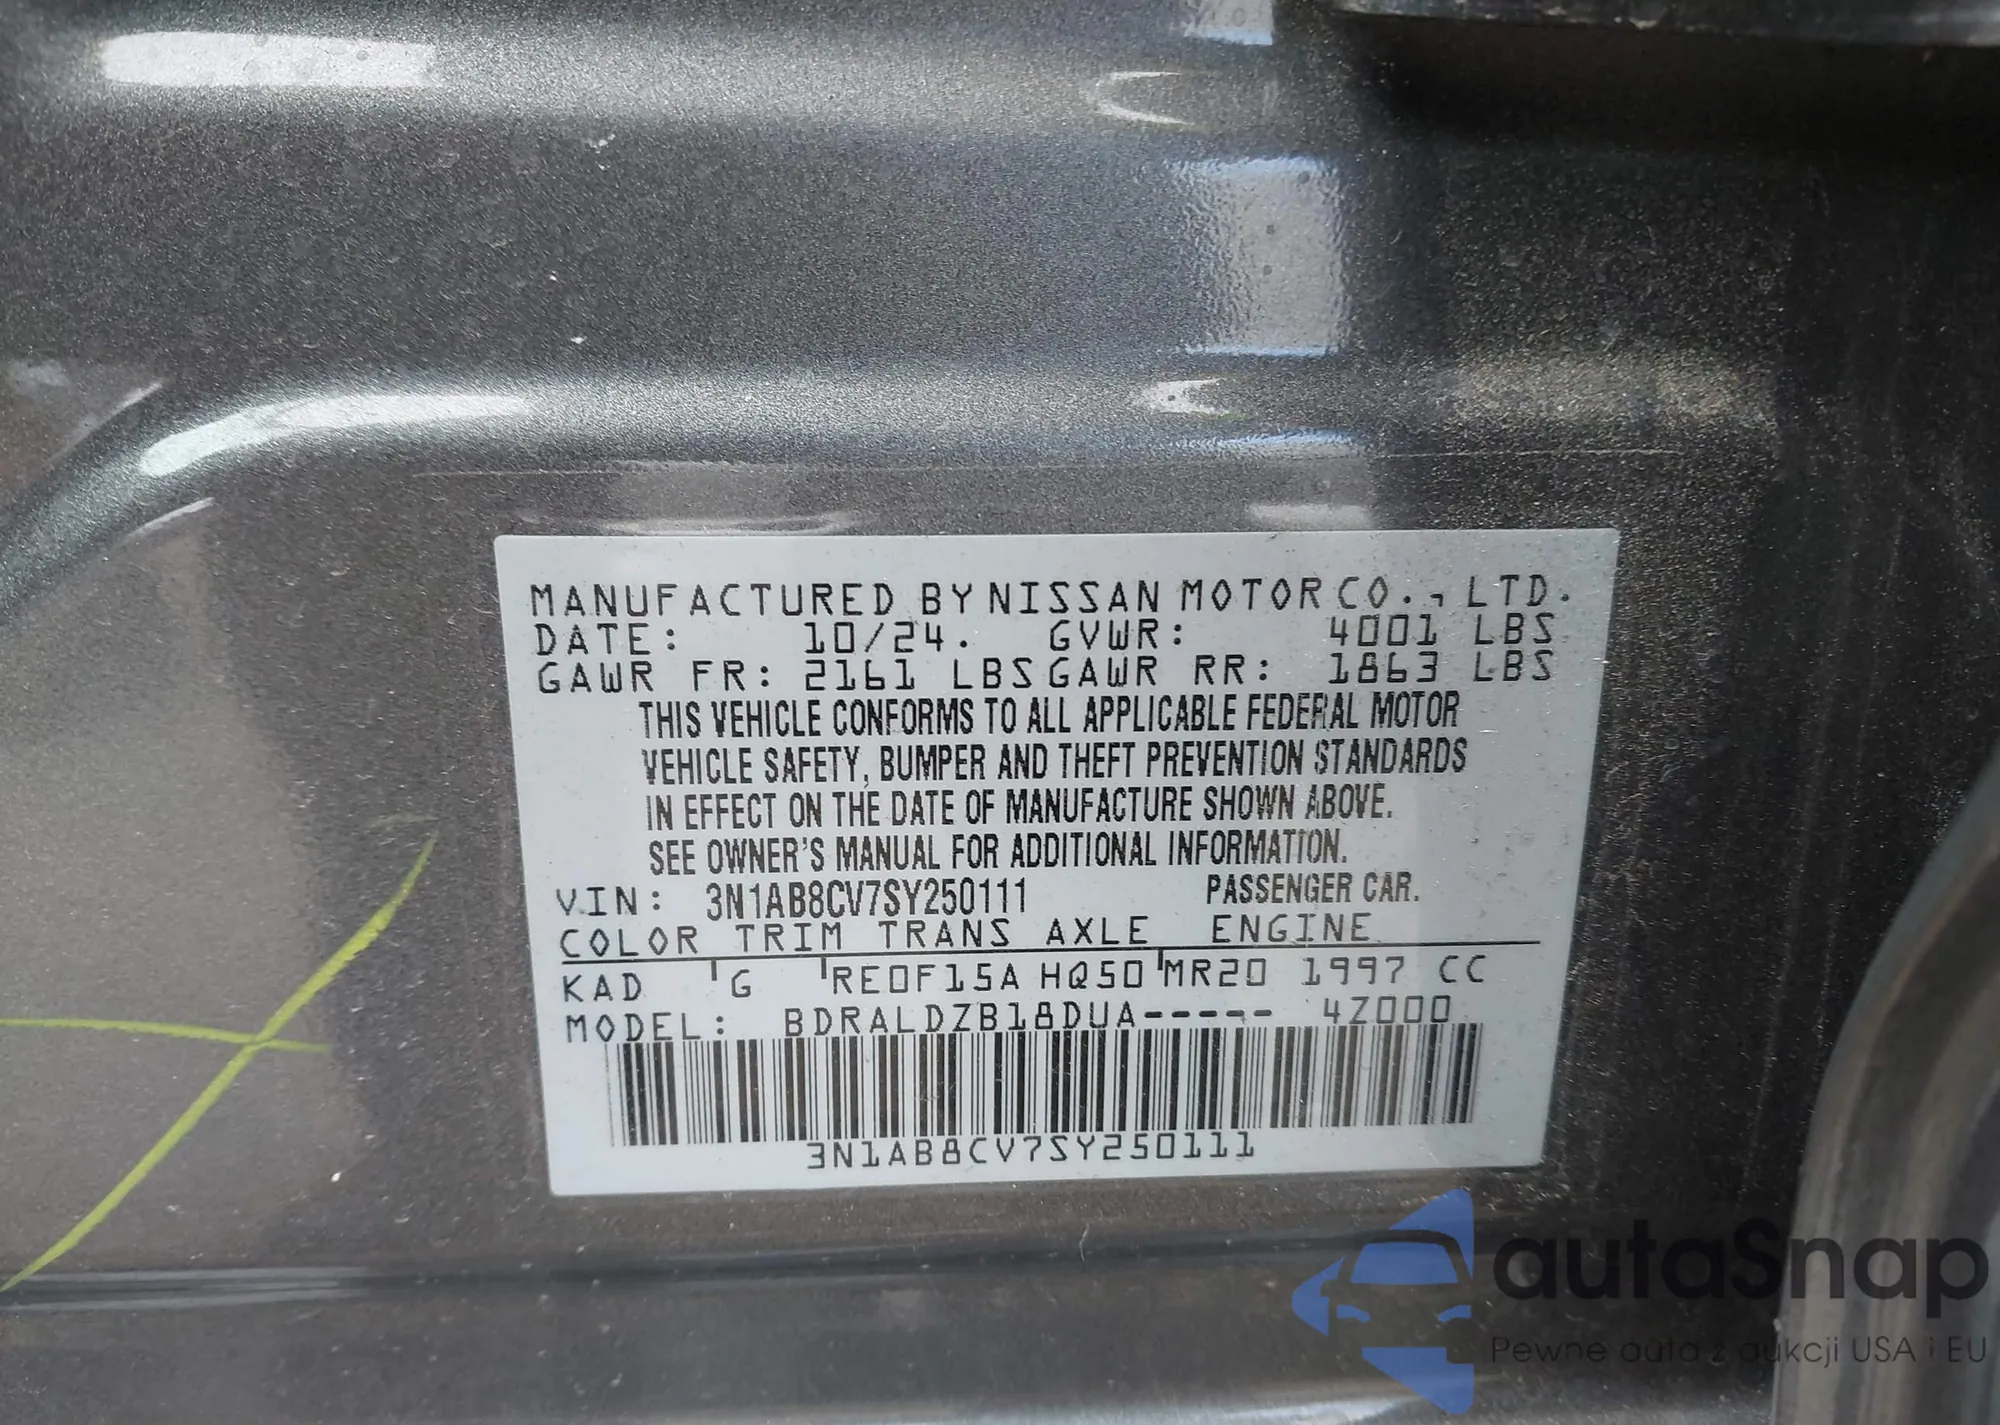 MANUFACTURED BY NISSAN MOTOR CO., LTD.
DATE: 10/24. GVWR: 4001 LBS
GAWR FR: 2161 LBS GAWR RR: 1863 LBS
THIS VEHICLE CONFORMS TO ALL APPLICABLE FEDERAL MOTOR
VEHICLE SAFETY, BUMPER AND THEFT PREVENTION STANDARDS
IN EFFECT ON THE DATE OF MANUFACTURE SHOWN ABOVE.
SEE OWNER'S MANUAL FOR ADDITIONAL INFORMATION.
VIN: 3N1AB8CV7SY250111 PASSENGER CAR.
COLOR TRIM TRANS AXLE ENGINE
KAD G RE0F15A HQ50 MR20 1997 CC
MODEL: BDRALDZB18DUA----- 4Z000
3N1AB8CV7SY250111
autaSnap
Pewne auta z aukcji USA i EU